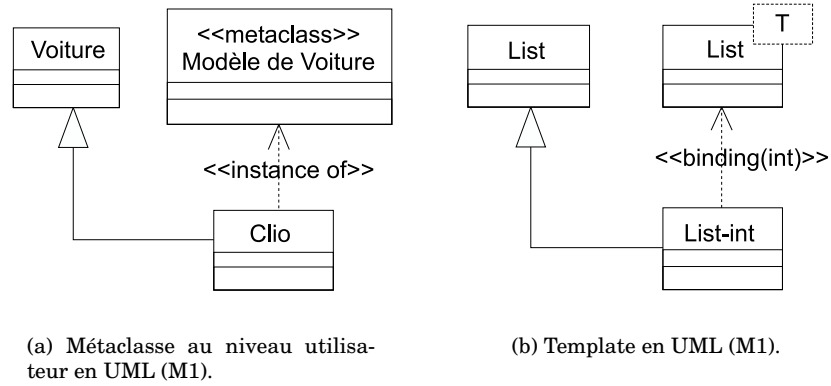 Voiture
<<metaclass>>
Modèle de Voiture
<<instance of>>
Clio
(a) Métaclasse au niveau utilisa-
teur en UML (M1).
List
T
List
<<binding(int)>>
List-int
(b) Template en UML (M1).